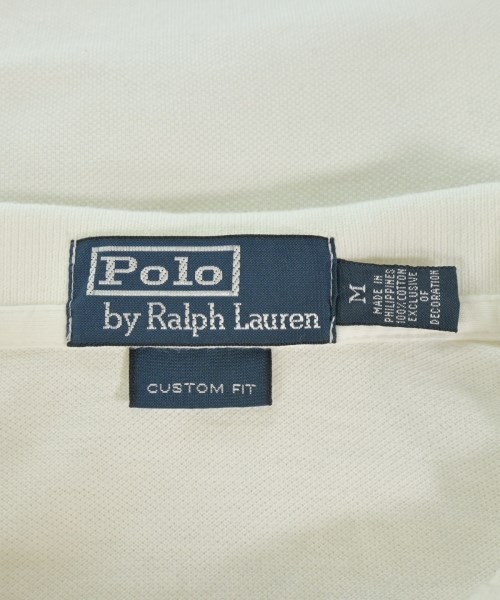 Polo
by Ralph Lauren
CUSTOM FIT
M
MADE IN
PHILIPPINES
100% COTTON
EXCLUSIVE
OF
DECORATION